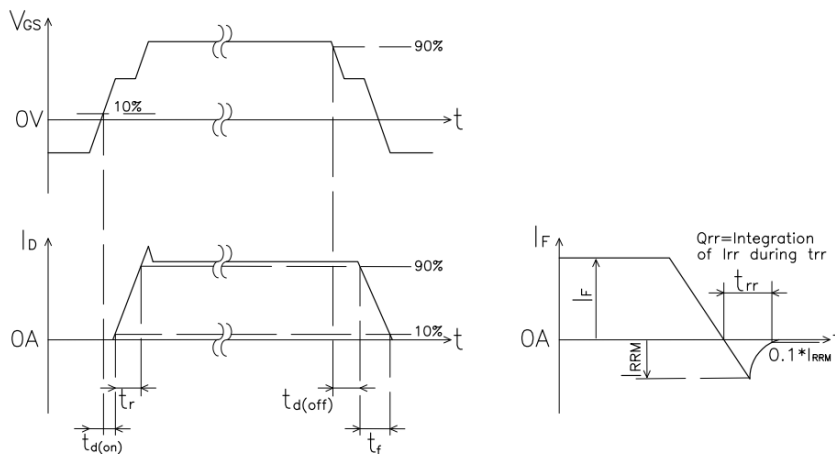 VGS
90%
10%
0V
t
ID
90%
10%
0A
t
tr
td(on)
td(off)
tf
IF
Qrr=Integration
of Irr during trr
trr
IF
0A
IRRM
0.1*IRRM